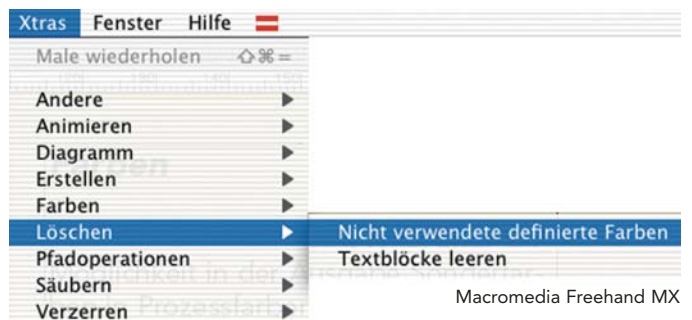 Xtras Fenster Hilfe
Male wiederholen ⇧⌘=
Andere
Animieren
Diagramm
Erstellen
Farben
Löschen
Nicht verwendete definierte Farben
Pfadoperationen
Textblöcke leeren
Säubern
Verzerren
Macromedia Freehand MX